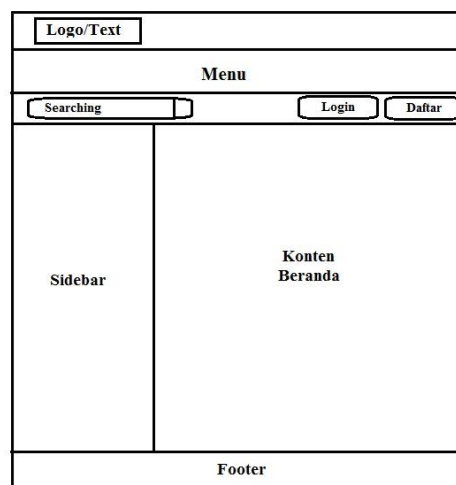 Logo/Text
Menu
Searching
Login
Daftar
Sidebar
Konten
Beranda
Footer